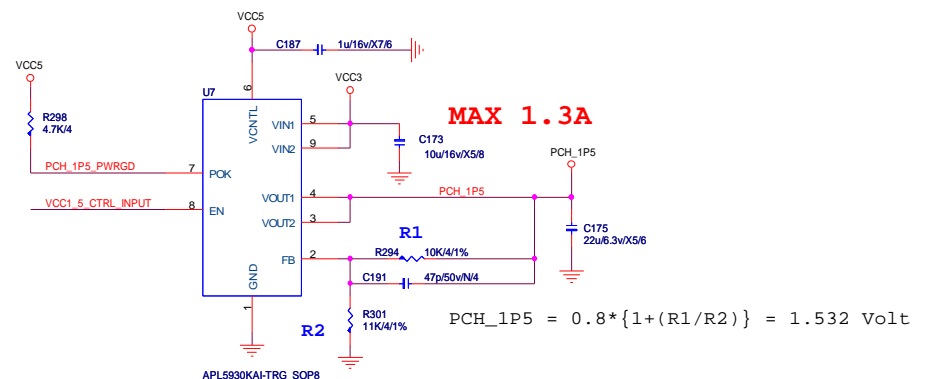 VCC5
C187 1u/16v/X7/6
VCC5
VCC3
R298
4.7K/4
U7
6
VCNTL
MAX 1.3A
VIN1 5
VIN2 9
C173
10u/16v/X5/8
PCH_1P5
PCH_1P5_PWRGD 7 POK
VOUT1 4 PCH_1P5
VCC1_5_CTRL_INPUT 8 EN
VOUT2 3
C175
22u/6.3v/X5/6
R1
FB 2 R294 10K/4/1%
C191 47p/50v/N/4
GND
1
R301
11K/4/1%
R2
PCH_1P5 = 0.8*{1+(R1/R2)} = 1.532 Volt
APL5930KAI-TRG_SOP8